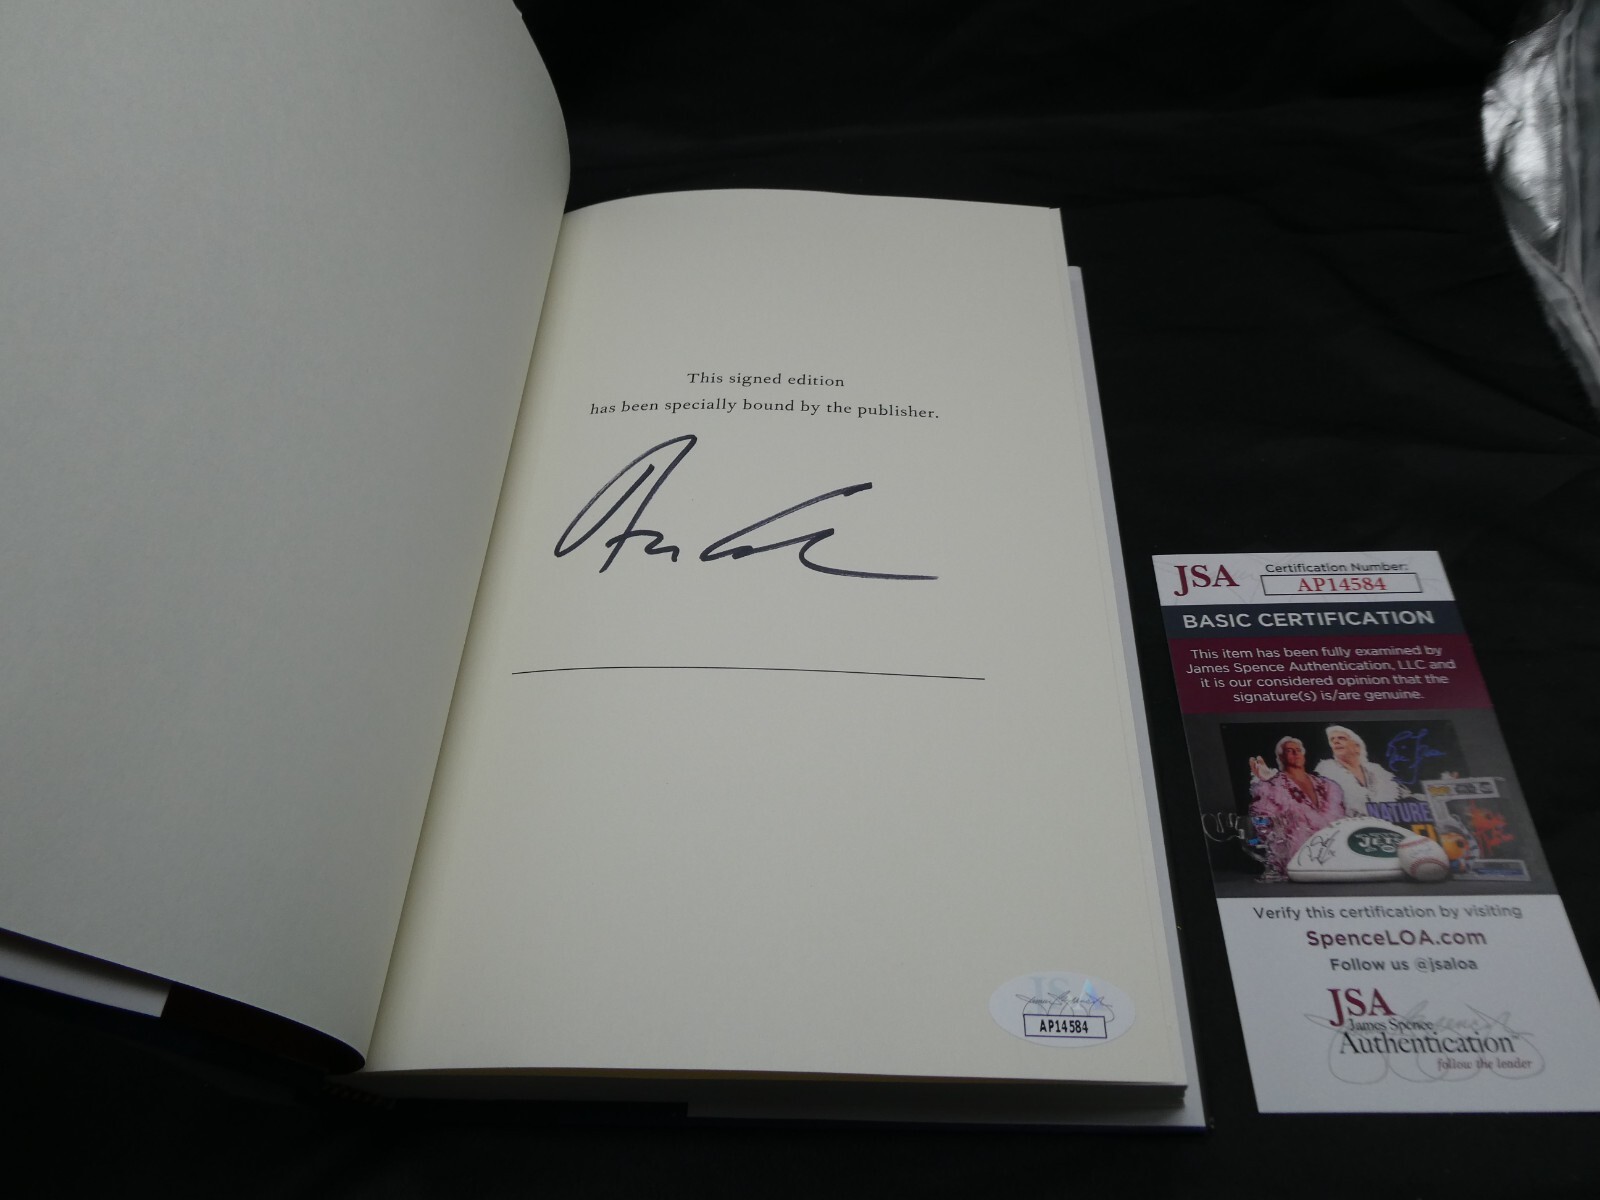 This signed edition
has been specially bound by the publisher.
JSA
AP14584
JSA
Certification Number:
AP14584
BASIC CERTIFICATION
This item has been fully examined by
James Spence Authentication, LLC and
it is our considered opinion that the
signature(s) is/are genuine.
NATURE
JETS
Verify this certification by visiting
SpenceLOA.com
Follow us @jsaloa
JSA
James Spence
Authentication™
follow the leader